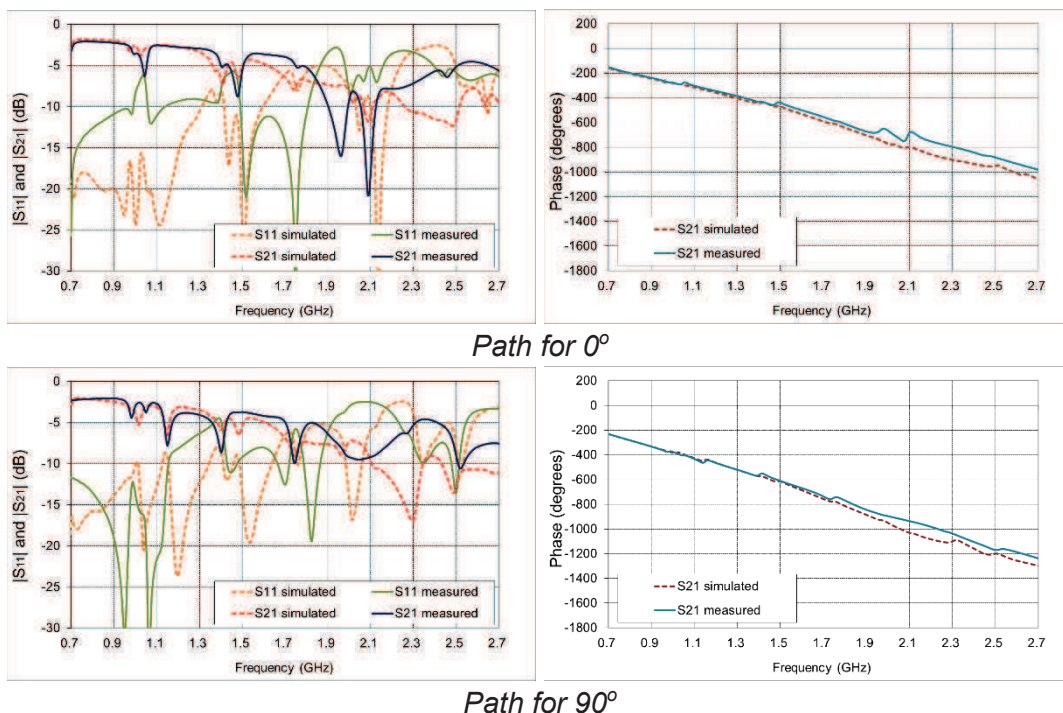 0
-5
-10
-15
-20
-25
-30
|S11| and |S21| (dB)
S11 simulated
S11 measured
S21 simulated
S21 measured
0.7 0.9 1.1 1.3 1.5 1.7 1.9 2.1 2.3 2.5 2.7
Frequency (GHz)
200
0
-200
-400
-600
-800
-1000
-1200
-1400
-1600
-1800
Phase (degrees)
S21 simulated
S21 measured
0.7 0.9 1.1 1.3 1.5 1.7 1.9 2.1 2.3 2.5 2.7
Frequency (GHz)
Path for 0º
0
-5
-10
-15
-20
-25
-30
|S11| and |S21| (dB)
S11 simulated
S11 measured
S21 simulated
S21 measured
0.7 0.9 1.1 1.3 1.5 1.7 1.9 2.1 2.3 2.5 2.7
Frequency (GHz)
200
0
-200
-400
-600
-800
-1000
-1200
-1400
-1600
-1800
Phase (degrees)
S21 simulated
S21 measured
0.7 0.9 1.1 1.3 1.5 1.7 1.9 2.1 2.3 2.5 2.7
Frequency (GHz)
Path for 90º